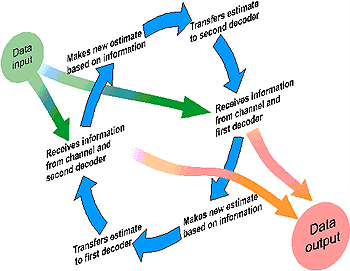 Data
input
Makes new estimate
based on information
Transfers estimate
to second decoder
Receives information
from channel and
first decoder
Makes new estimate
based on information
Transfers estimate
to first decoder
Receives information
from channel and
second decoder
Data
output